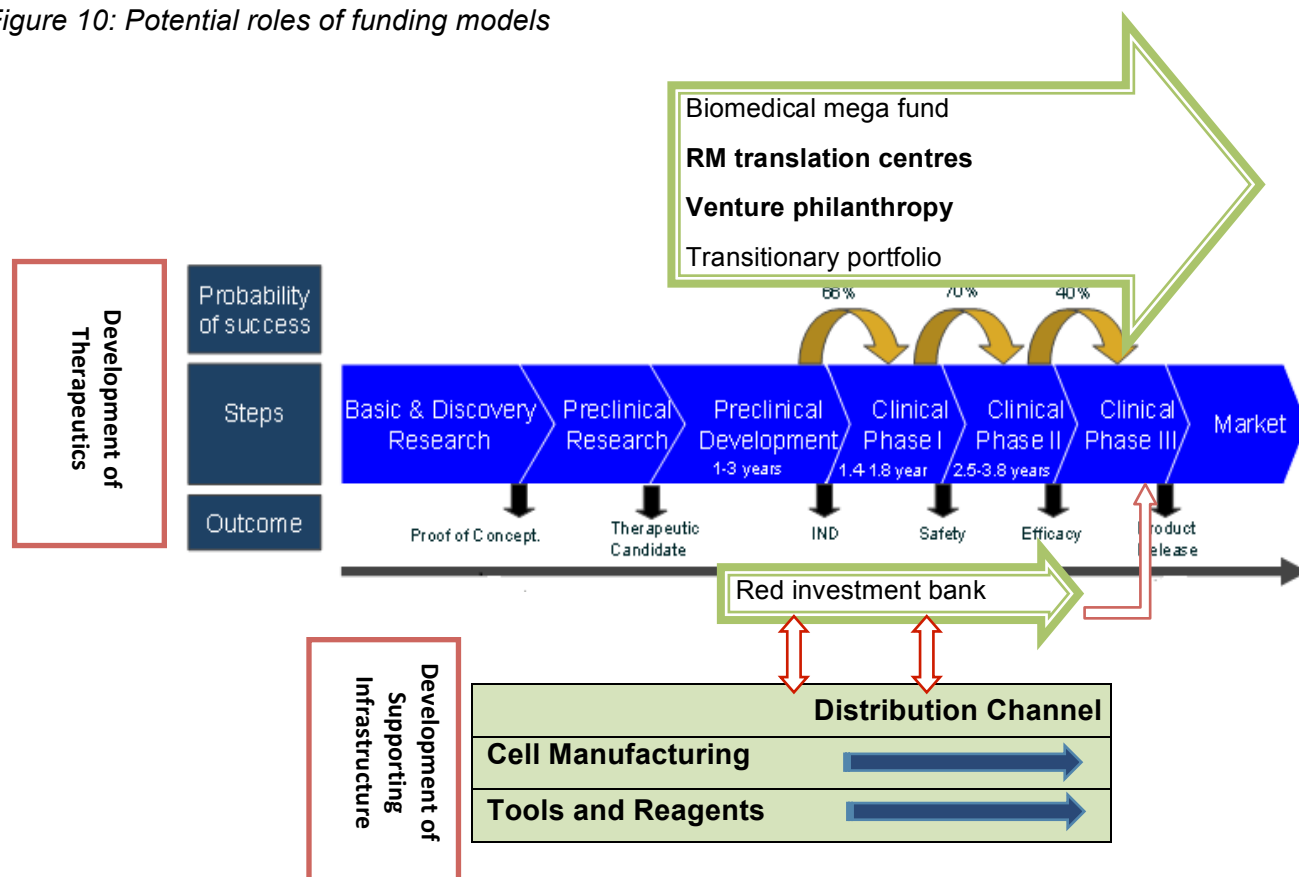 Figure 10: Potential roles of funding models
Biomedical mega fund
RM translation centres
Venture philanthropy
Transitionary portfolio
Development of
Therapeutics
Probability
of success
70%
40%
Steps
Basic & Discovery
Research
Preclinical
Research
Preclinical
Development
1-3 years
Clinical
Phase I
1.4-1.8 year
Clinical
Phase II
2.5-3.8 years
Clinical
Phase III
Market
Outcome
Proof of Concept.
Therapeutic
Candidate
IND
Safety
Efficacy
Product
Release
Red investment bank
Development of
Supporting
Infrastructure
Distribution Channel
Cell Manufacturing
Tools and Reagents